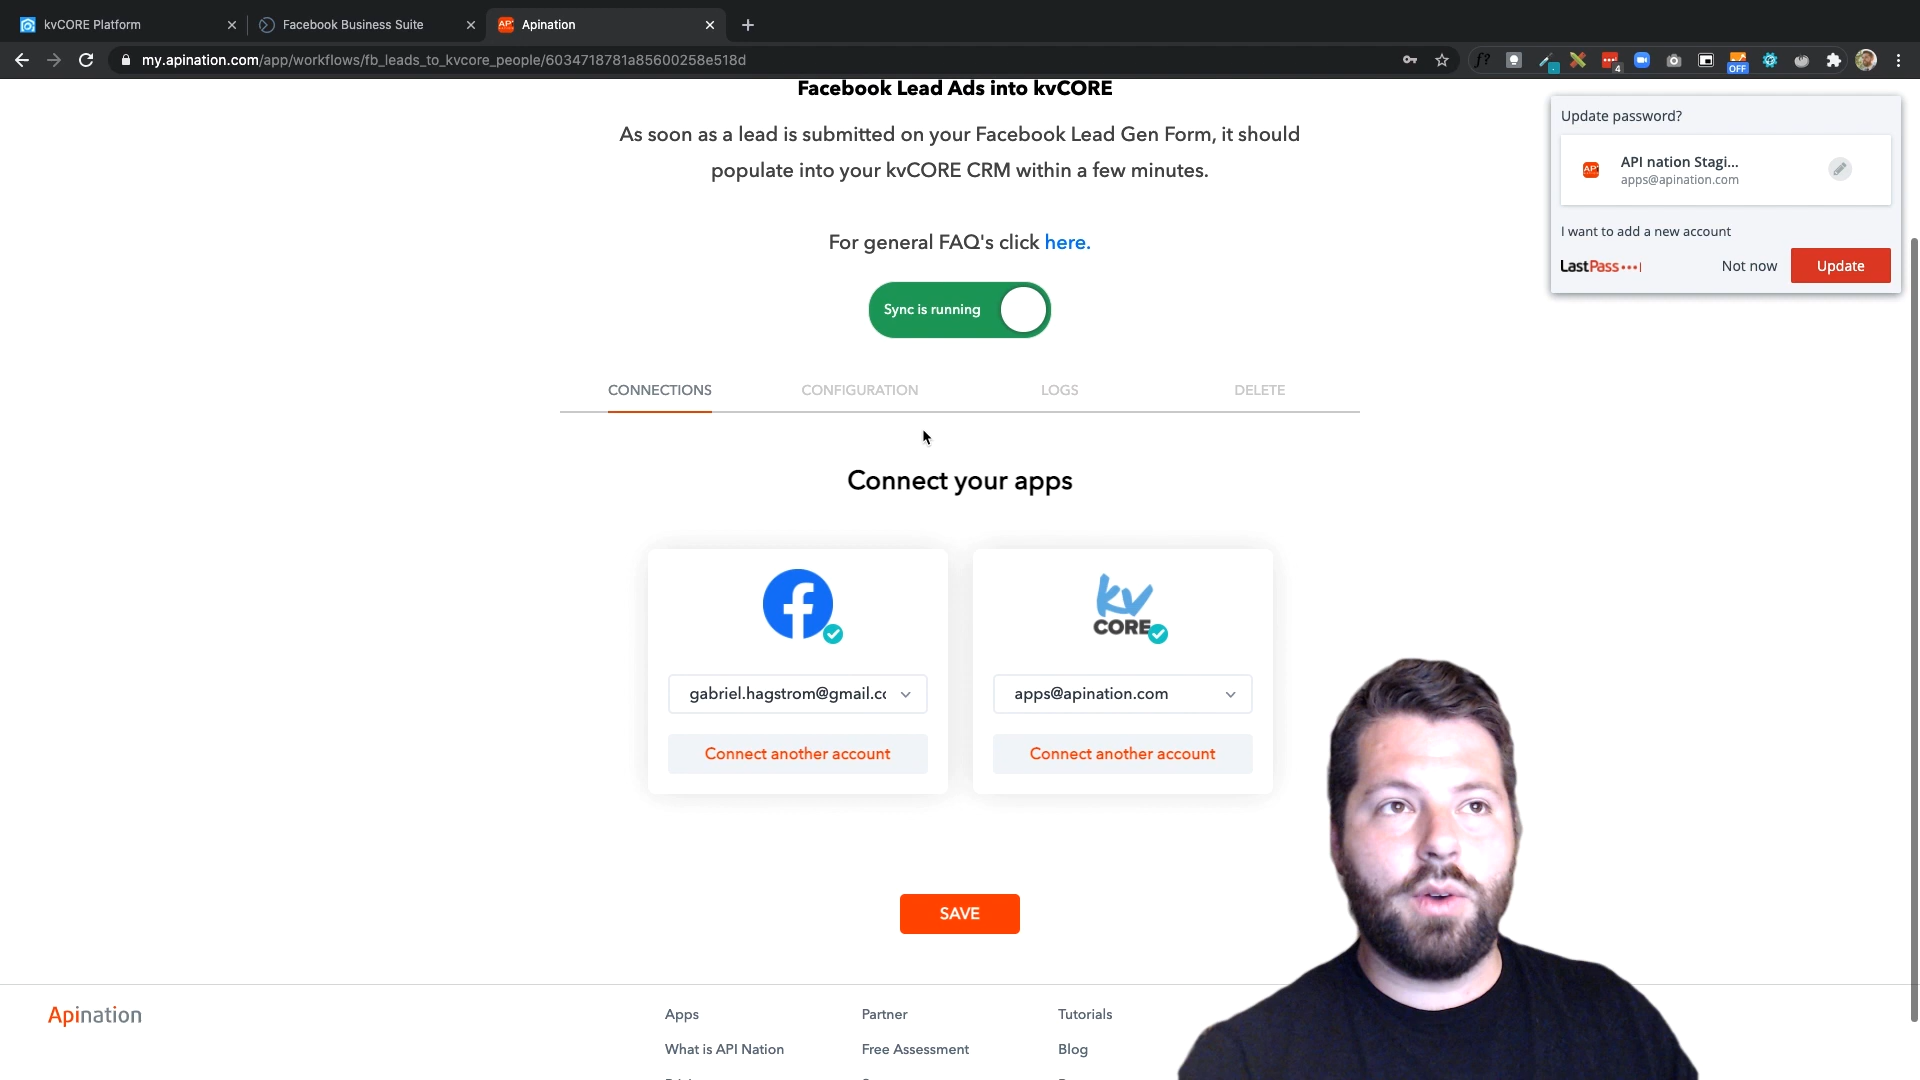 kvCORE Platform
Facebook Business Suite
Apination
my.apination.com/app/workflows/fb_leads_to_kvcore_people/6034718781a85600258e518d
4
OFF
Facebook Lead Ads into kvCORE
As soon as a lead is submitted on your Facebook Lead Gen Form, it should
populate into your kvCORE CRM within a few minutes.
For general FAQ's click here.
Sync is running
CONNECTIONS
CONFIGURATION
LOGS
DELETE
Connect your apps
kv
CORE
gabriel.hagstrom@gmail.cc
apps@apination.com
Connect another account
Connect another account
SAVE
Update password?
API nation Stagi...
apps@apination.com
I want to add a new account
LastPass
Not now
Update
Apination
Apps
Partner
Tutorials
What is API Nation
Free Assessment
Blog